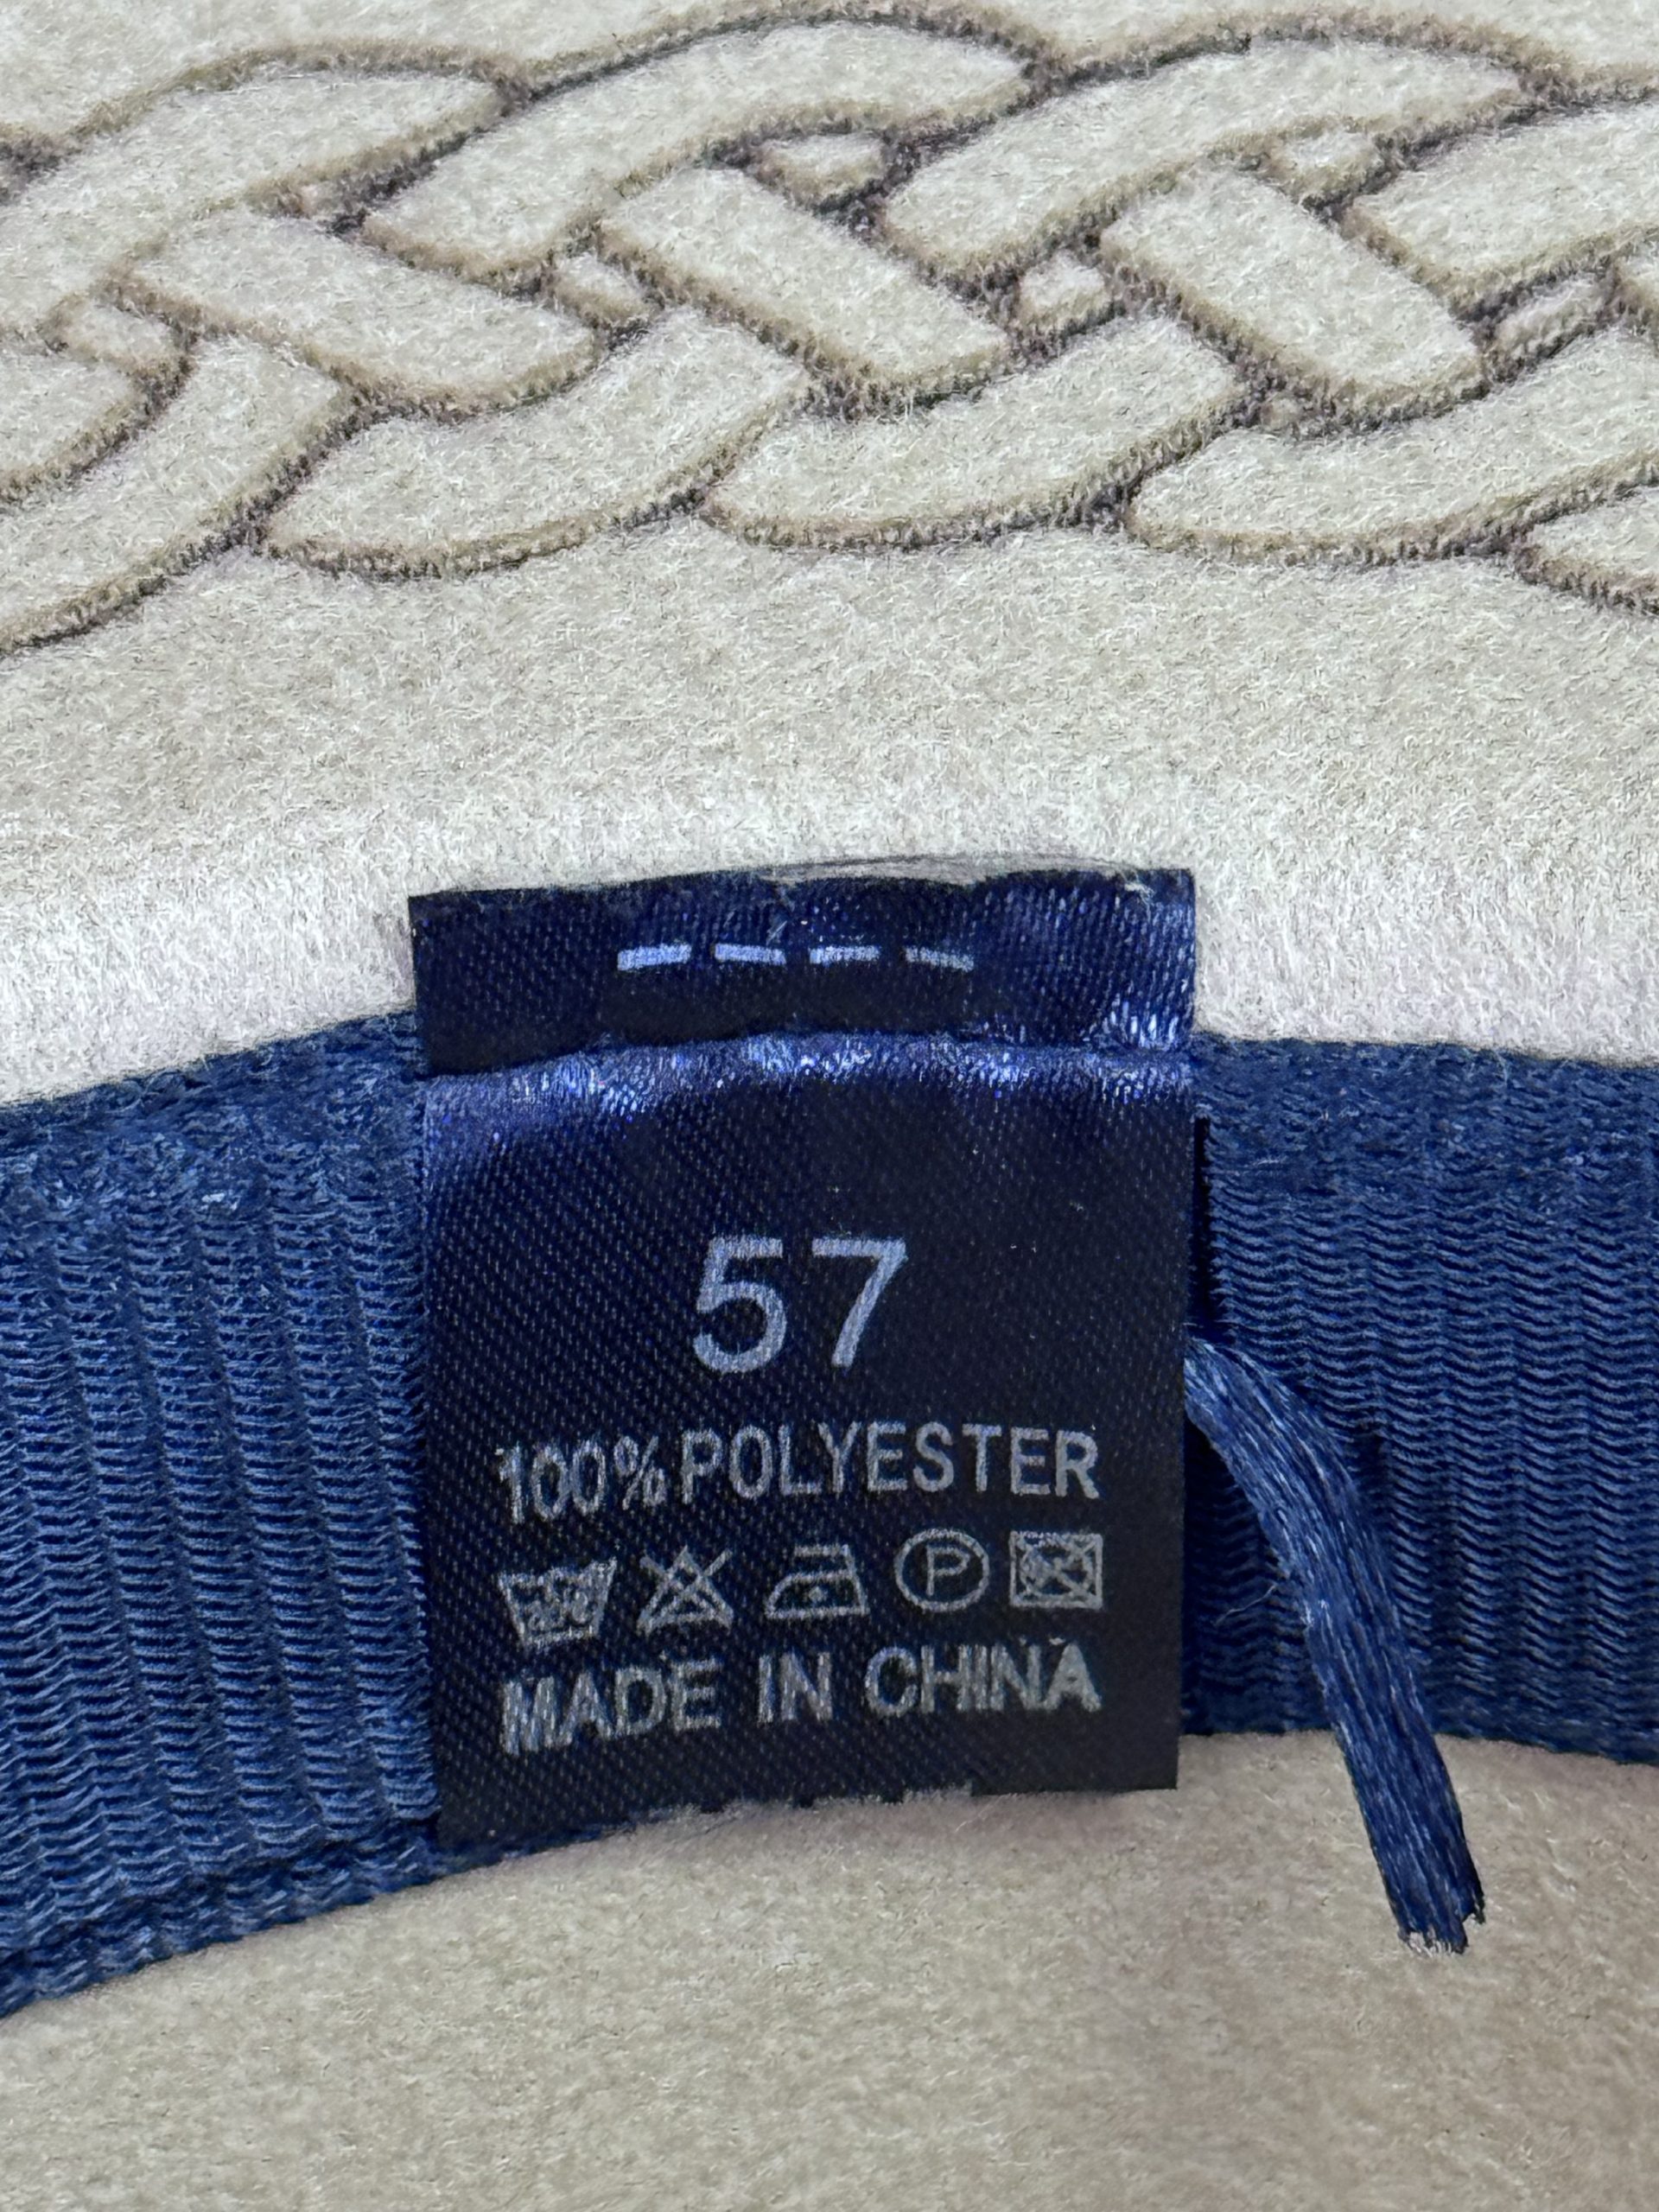 57
100% POLYESTER
P
MADE IN CHINA